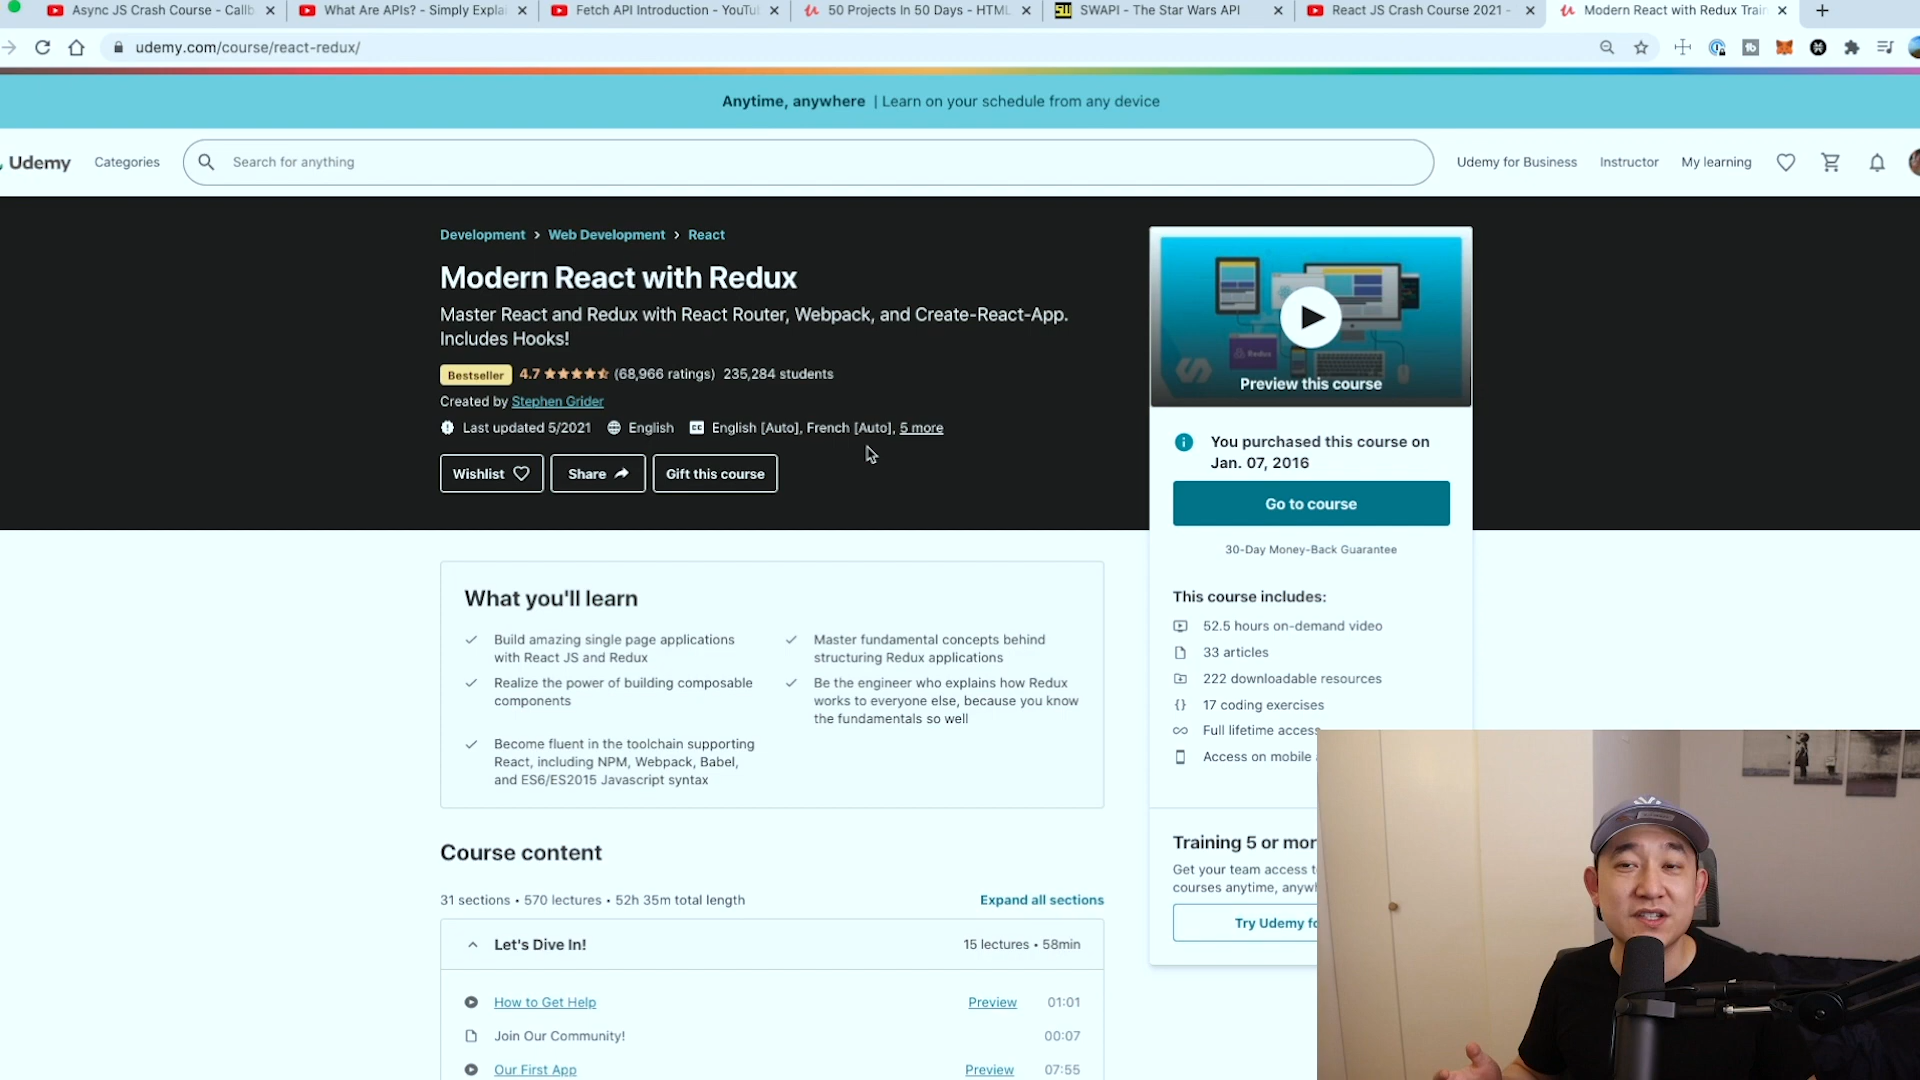 Async JS Crash Course - Callb
What Are APIs? - Simply Explai
Fetch API Introduction - YouTu
50 Projects In 50 Days - HTML
SWAPI - The Star Wars API
React JS Crash Course 2021 -
Modern React with Redux Train
udemy.com/course/react-redux/
Anytime, anywhere | Learn on your schedule from any device
Udemy
Categories
Search for anything
Udemy for Business
Instructor
My learning
Development > Web Development > React
Modern React with Redux
Master React and Redux with React Router, Webpack, and Create-React-App.
Includes Hooks!
Bestseller 4.7 (68,966 ratings) 235,284 students
Created by Stephen Grider
Last updated 5/2021 English CC English [Auto], French [Auto], 5 more
Wishlist
Share
Gift this course
Redux
Preview this course
You purchased this course on
Jan. 07, 2016
Go to course
30-Day Money-Back Guarantee
This course includes:
52.5 hours on-demand video
33 articles
222 downloadable resources
{} 17 coding exercises
Full lifetime access
Access on mobile
Training 5 or mor
Get your team access t
courses anytime, anywh
Try Udemy fo
What you'll learn
Build amazing single page applications
with React JS and Redux
Realize the power of building composable
components
Become fluent in the toolchain supporting
React, including NPM, Webpack, Babel,
and ES6/ES2015 Javascript syntax
Master fundamental concepts behind
structuring Redux applications
Be the engineer who explains how Redux
works to everyone else, because you know
the fundamentals so well
Course content
31 sections • 570 lectures • 52h 35m total length
Expand all sections
Let's Dive In!
15 lectures • 58min
How to Get Help Preview 01:01
Join Our Community! 00:07
Our First App Preview 07:55